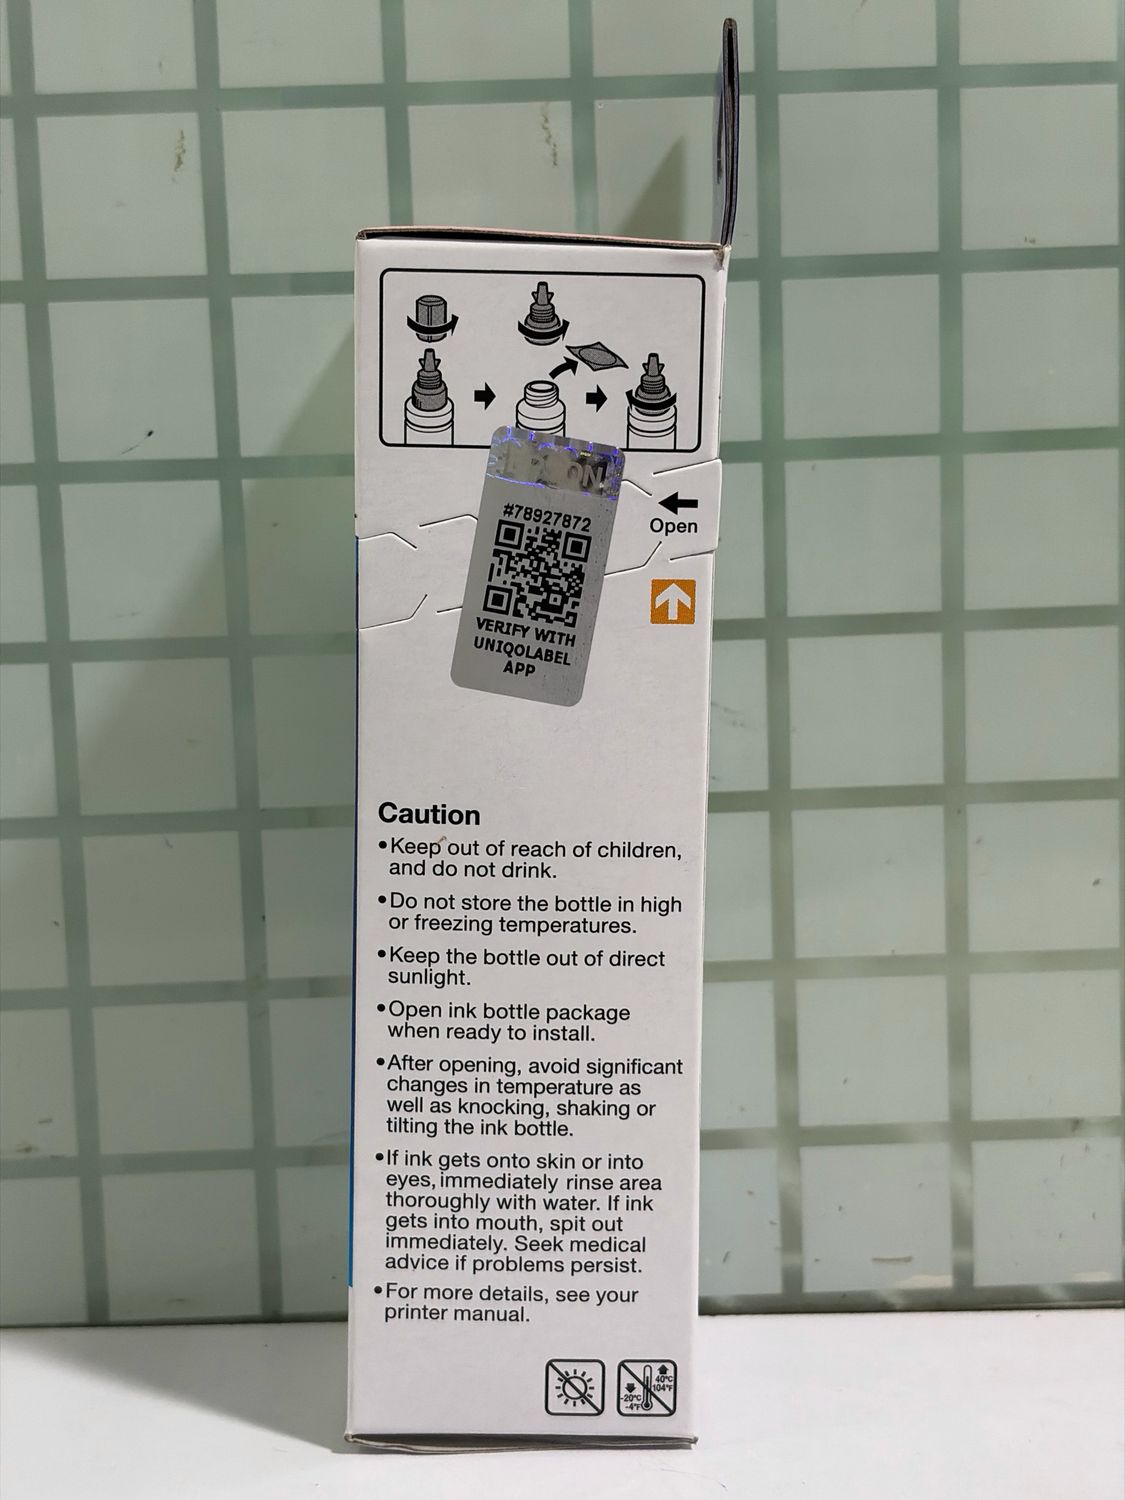 #78927872
VERIFY WITH
UNIQOLABEL
APP
Open
Caution
•Keep out of reach of children,
and do not drink.
•Do not store the bottle in high
or freezing temperatures.
•Keep the bottle out of direct
sunlight.
•Open ink bottle package
when ready to install.
•After opening, avoid significant
changes in temperature as
well as knocking, shaking or
tilting the ink bottle.
•If ink gets onto skin or into
eyes, immediately rinse area
thoroughly with water. If ink
gets into mouth, spit out
immediately. Seek medical
advice if problems persist.
•For more details, see your
printer manual.
40°C
104°F
-20°C
-4°F